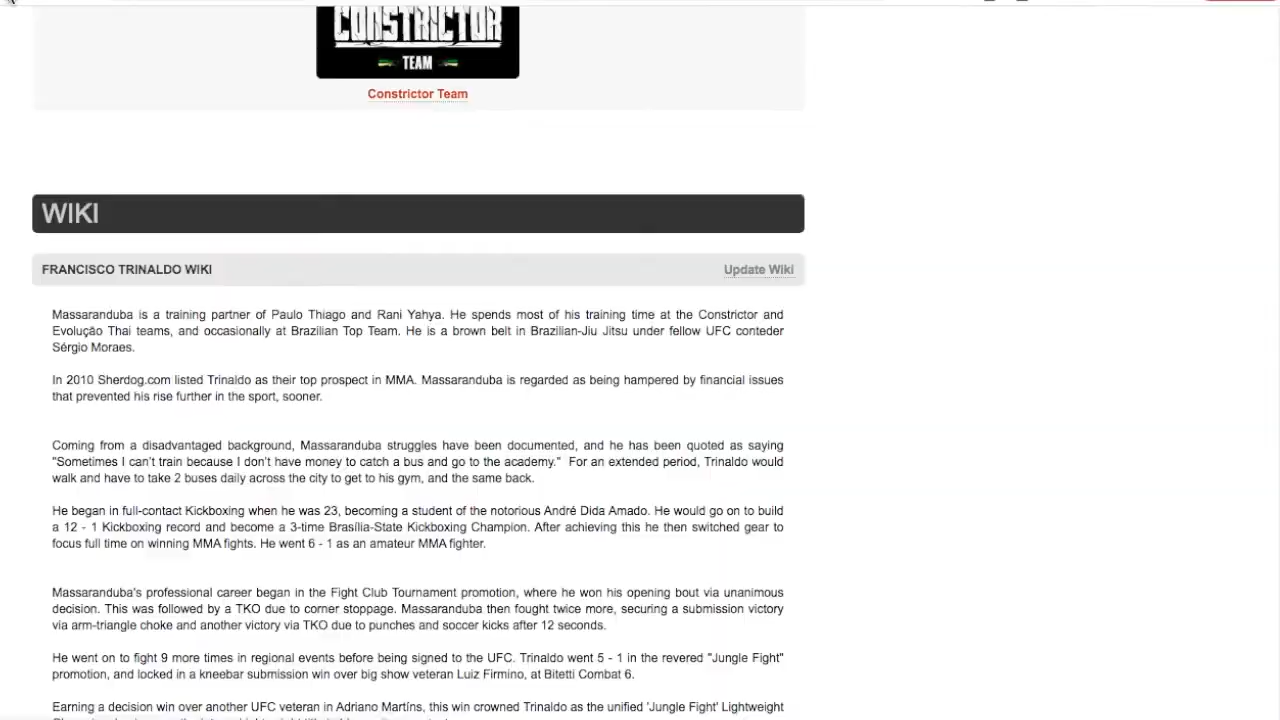 CONSTRICTOR
TEAM
Constrictor Team
WIKI
FRANCISCO TRINALDO WIKI
Update Wiki
Massaranduba is a training partner of Paulo Thiago and Rani Yahya. He spends most of his training time at the Constrictor and
Evolução Thai teams, and occasionally at Brazilian Top Team. He is a brown belt in Brazilian-Jiu Jitsu under fellow UFC conteder
Sérgio Moraes.
In 2010 Sherdog.com listed Trinaldo as their top prospect in MMA. Massaranduba is regarded as being hampered by financial issues
that prevented his rise further in the sport, sooner.
Coming from a disadvantaged background, Massaranduba struggles have been documented, and he has been quoted as saying
"Sometimes I can't train because I don't have money to catch a bus and go to the academy." For an extended period, Trinaldo would
walk and have to take 2 buses daily across the city to get to his gym, and the same back.
He began in full-contact Kickboxing when he was 23, becoming a student of the notorious André Dida Amado. He would go on to build
a 12 - 1 Kickboxing record and become a 3-time Brasília-State Kickboxing Champion. After achieving this he then switched gear to
focus full time on winning MMA fights. He went 6 - 1 as an amateur MMA fighter.
Massaranduba's professional career began in the Fight Club Tournament promotion, where he won his opening bout via unanimous
decision. This was followed by a TKO due to corner stoppage. Massaranduba then fought twice more, securing a submission victory
via arm-triangle choke and another victory via TKO due to punches and soccer kicks after 12 seconds.
He went on to fight 9 more times in regional events before being signed to the UFC. Trinaldo went 5 - 1 in the revered "Jungle Fight"
promotion, and locked in a kneebar submission win over big show veteran Luiz Firmino, at Bitetti Combat 6.
Earning a decision win over another UFC veteran in Adriano Martíns, this win crowned Trinaldo as the unified 'Jungle Fight' Lightweight